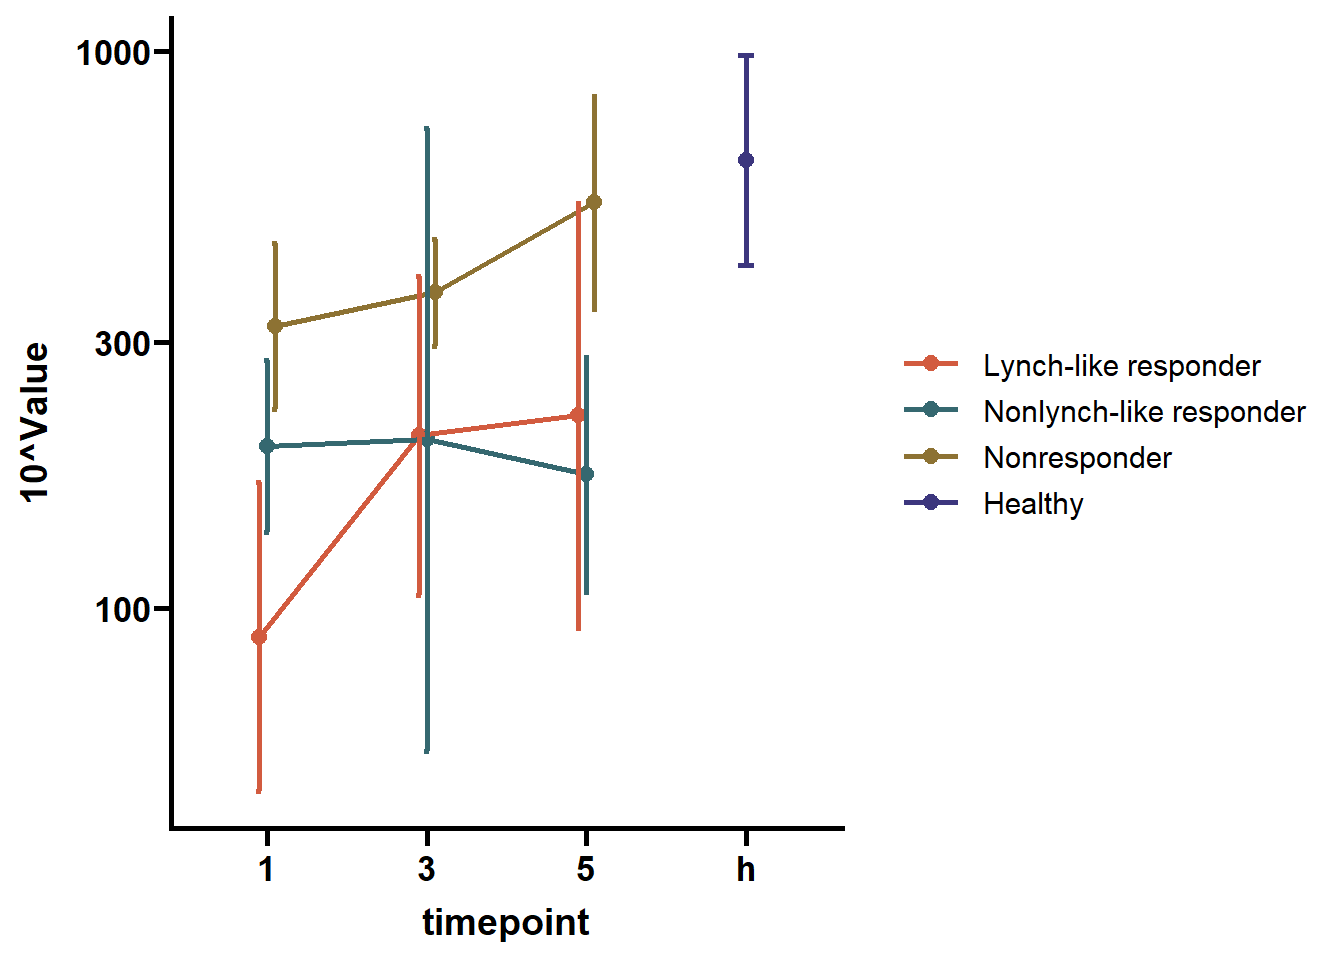 1000
300
100
10^Value
1
3
5
h
timepoint
Lynch-like responder
Nonlynch-like responder
Nonresponder
Healthy